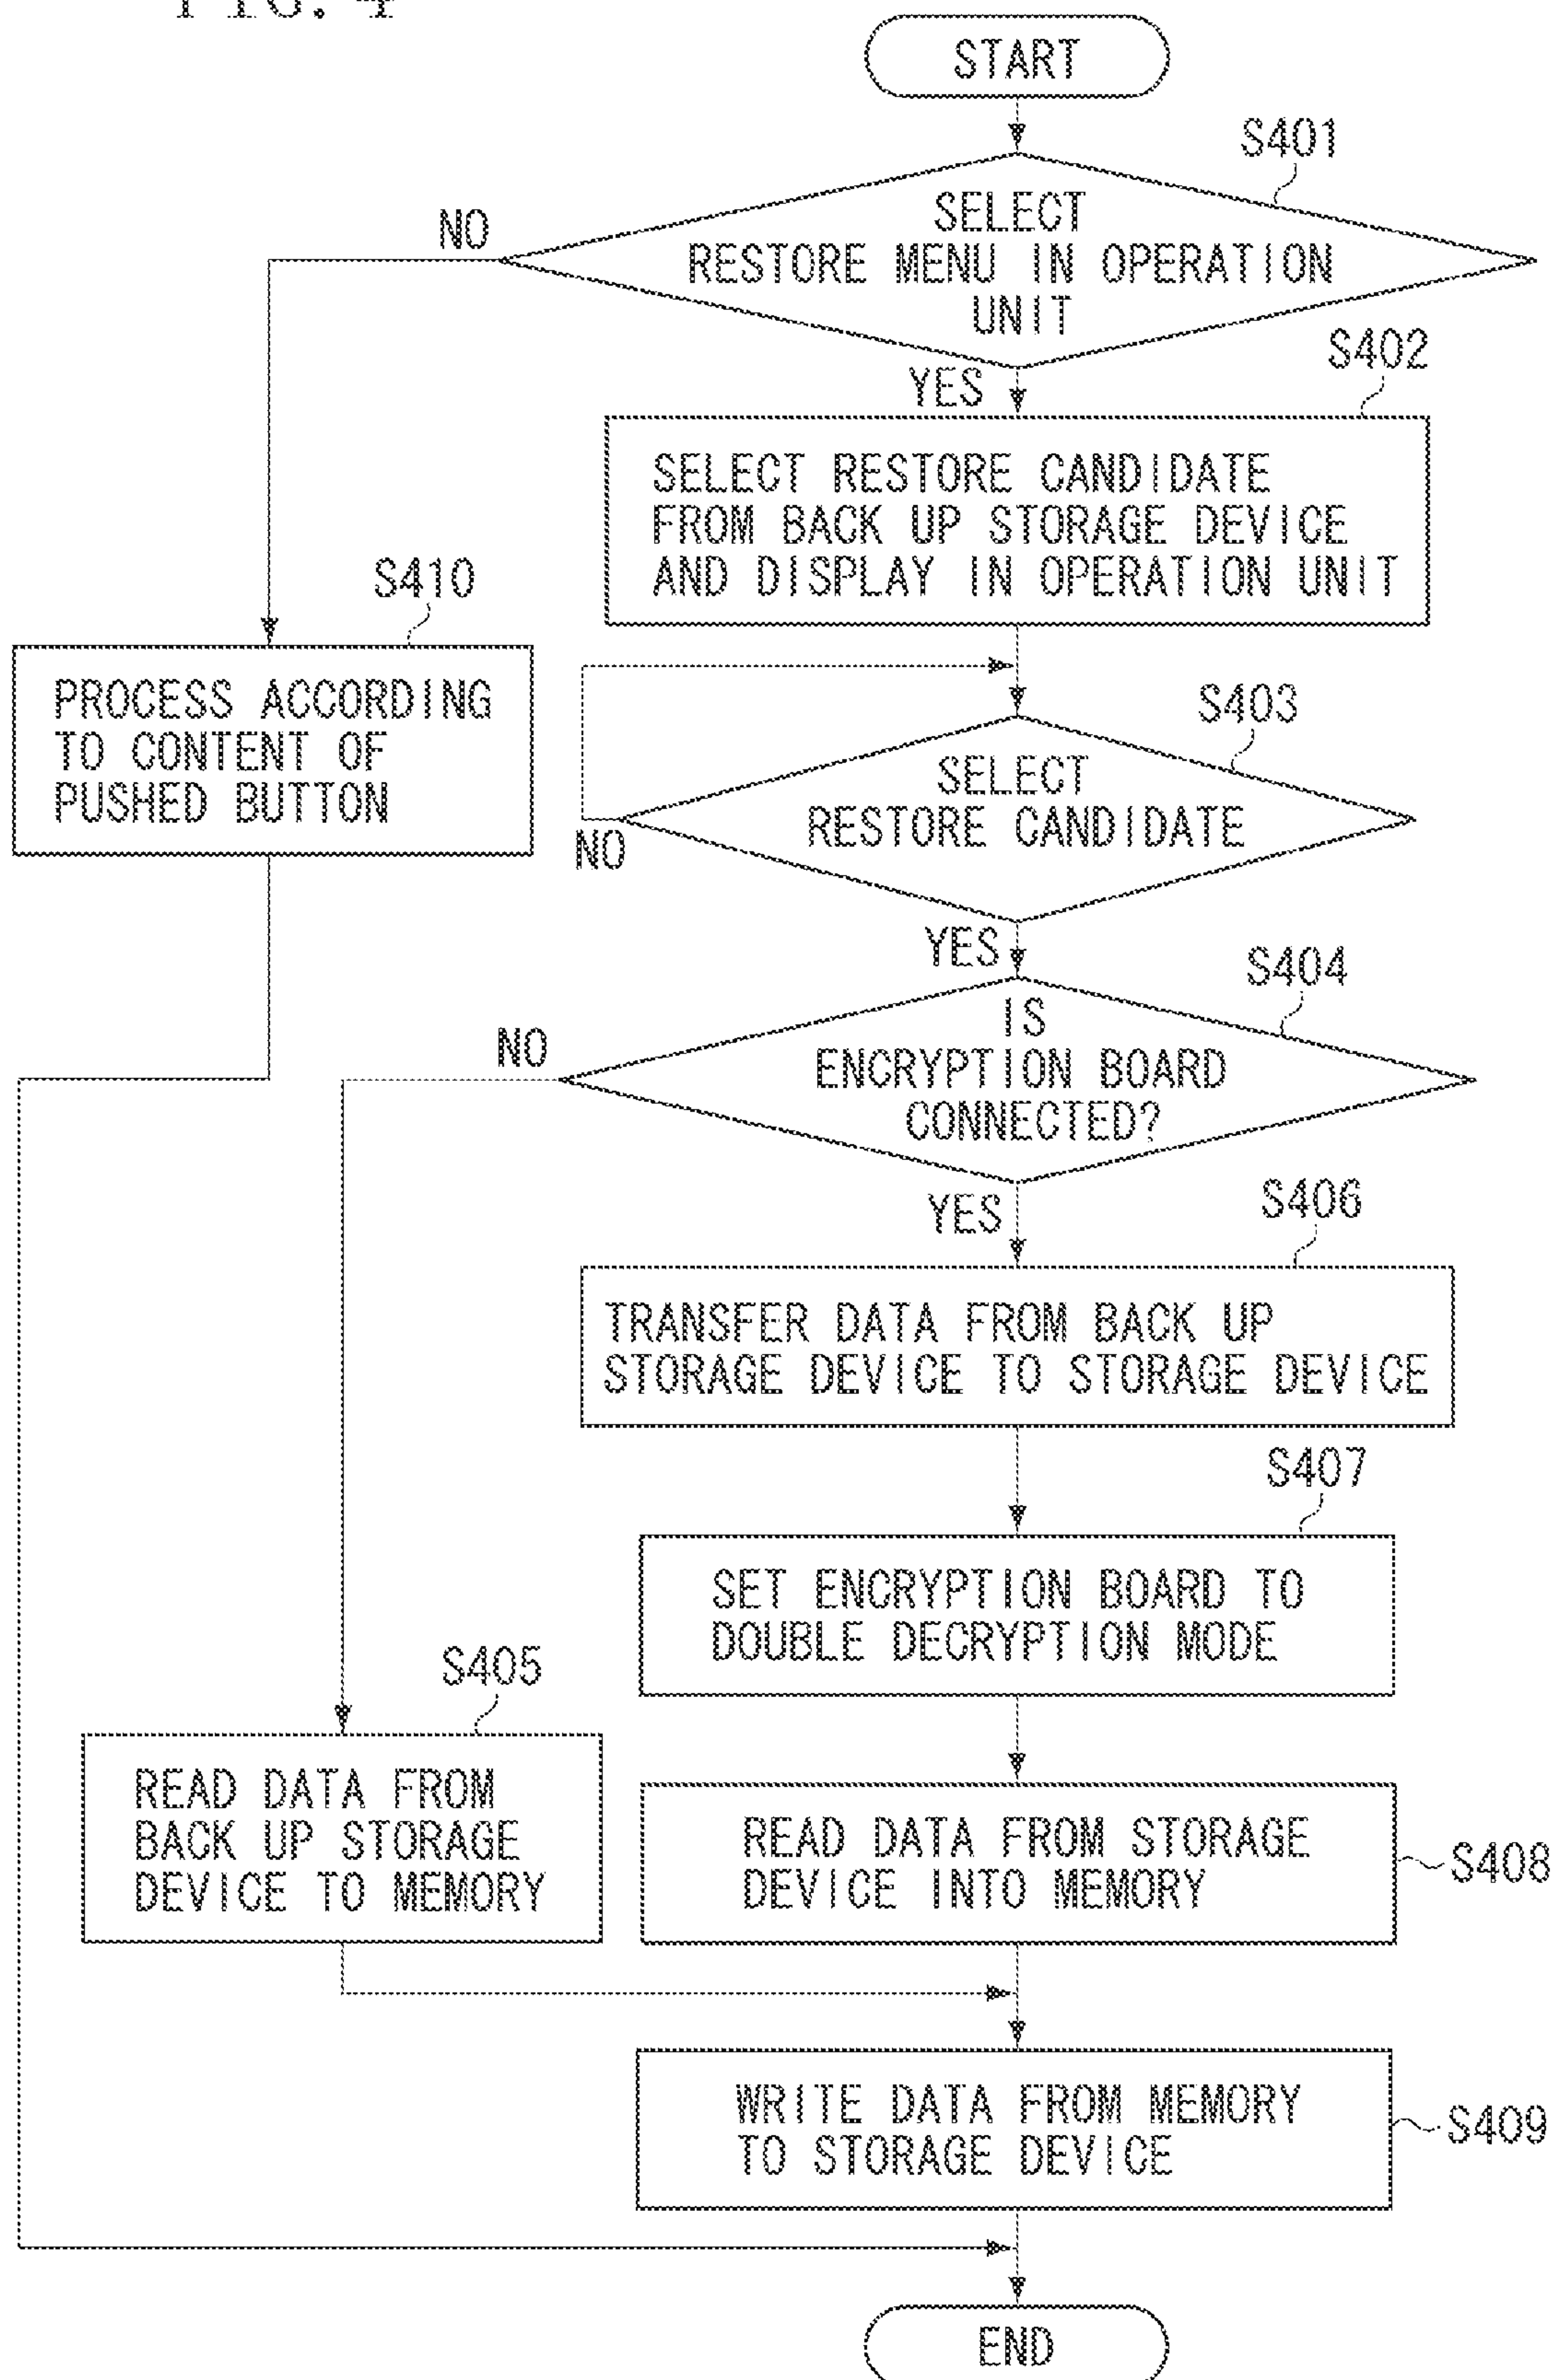 FIG. 4
START
S401
SELECT
RESTORE MENU IN OPERATION
UNIT
NO
YES
S402
SELECT RESTORE CANDIDATE
FROM BACK UP STORAGE DEVICE
AND DISPLAY IN OPERATION UNIT
S410
PROCESS ACCORDING
TO CONTENT OF
PUSHED BUTTON
S403
SELECT
RESTORE CANDIDATE
NO
YES
S404
IS
ENCRYPTION BOARD
CONNECTED?
NO
YES
S406
TRANSFER DATA FROM BACK UP
STORAGE DEVICE TO STORAGE DEVICE
S407
SET ENCRYPTION BOARD TO
DOUBLE DECRYPTION MODE
S405
READ DATA FROM
BACK UP STORAGE
DEVICE TO MEMORY
READ DATA FROM STORAGE
DEVICE INTO MEMORY
S408
WRITE DATA FROM MEMORY
TO STORAGE DEVICE
S409
END